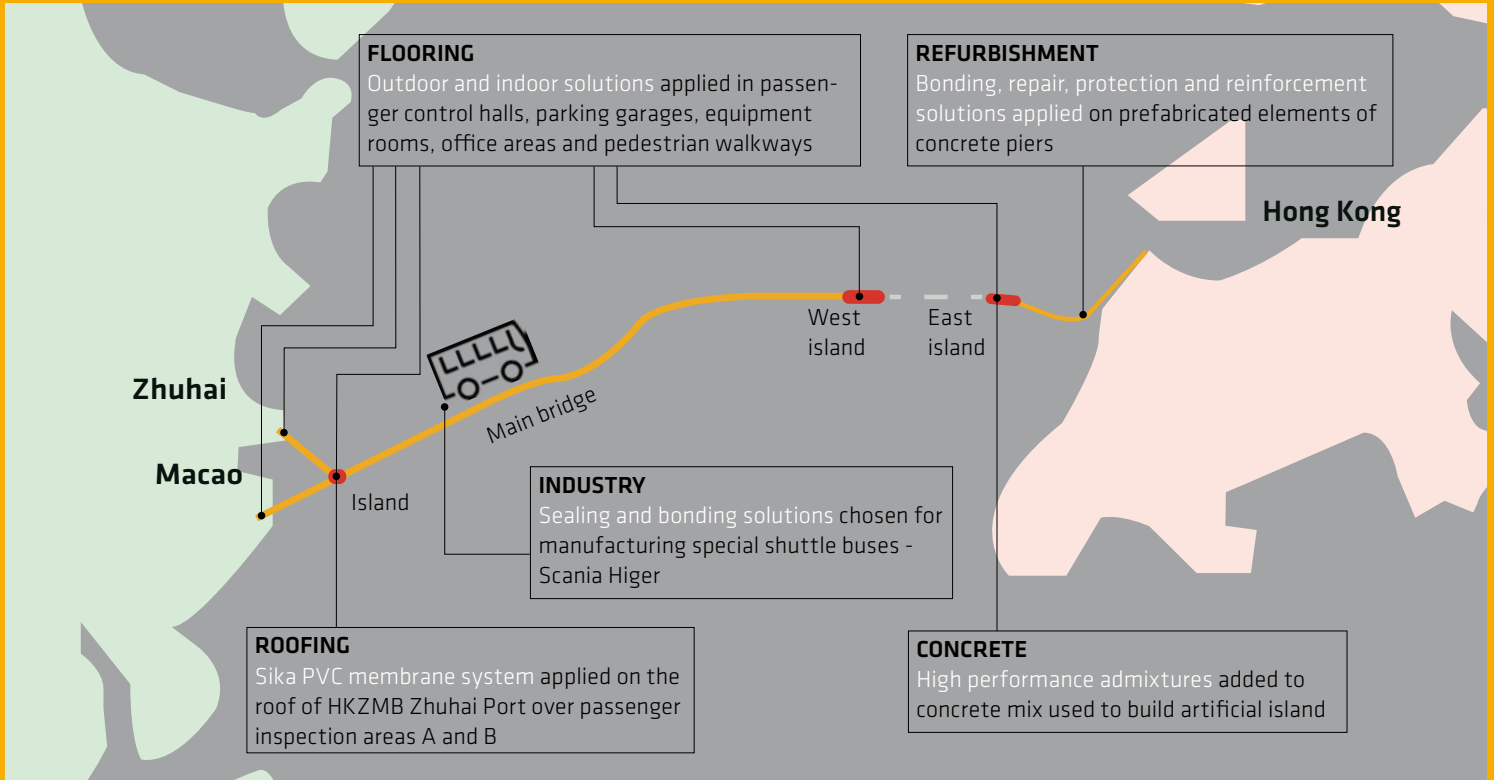 FLOORING
Outdoor and indoor solutions applied in passen-
ger control halls, parking garages, equipment
rooms, office areas and pedestrian walkways
REFURBISHMENT
Bonding, repair, protection and reinforcement
solutions applied on prefabricated elements of
concrete piers
Hong Kong
West
island
East
island
Zhuhai
Main bridge
Macao
Island
INDUSTRY
Sealing and bonding solutions chosen for
manufacturing special shuttle buses -
Scania Higer
ROOFING
Sika PVC membrane system applied on the
roof of HKZMB Zhuhai Port over passenger
inspection areas A and B
CONCRETE
High performance admixtures added to
concrete mix used to build artificial island